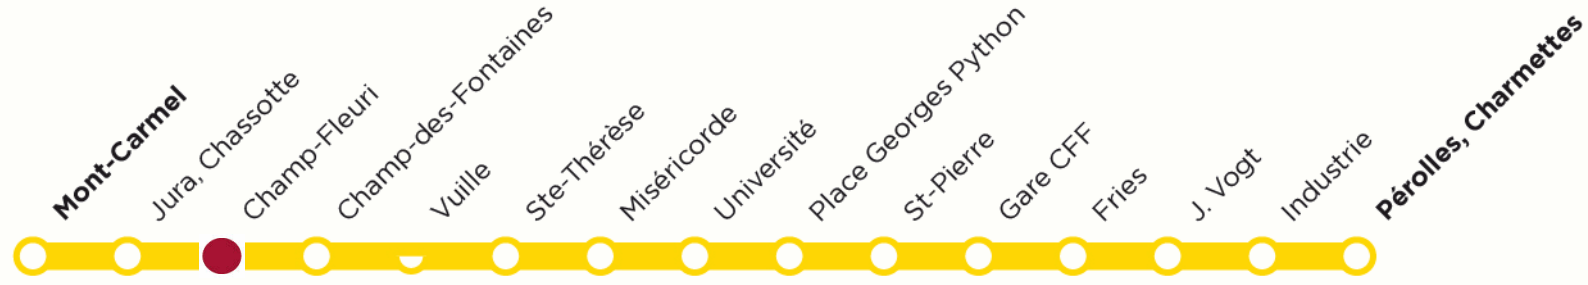 Mont-Carmel
Jura, Chassotte
Champ-Fleuri
Champ-des-Fontaines
Vuille
Ste-Thérèse
Miséricorde
Université
Place Georges Python
St-Pierre
Gare CFF
Fries
J. Vogt
Industrie
Pérolles, Charmettes